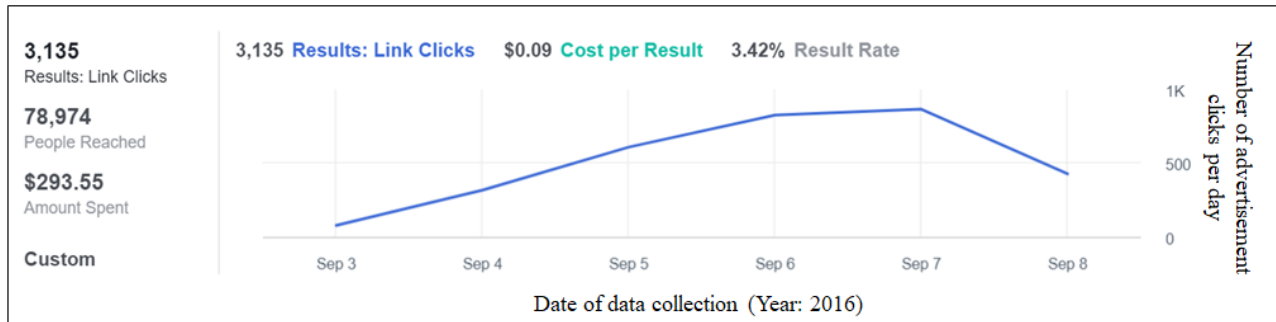 3,135
Results: Link Clicks
78,974
People Reached
$293.55
Amount Spent
Custom
3,135 Results: Link Clicks $0.09 Cost per Result 3.42% Result Rate
1K
500
0
Sep 3 Sep 4 Sep 5 Sep 6 Sep 7 Sep 8
Date of data collection (Year: 2016)
Number of advertisement
clicks per day